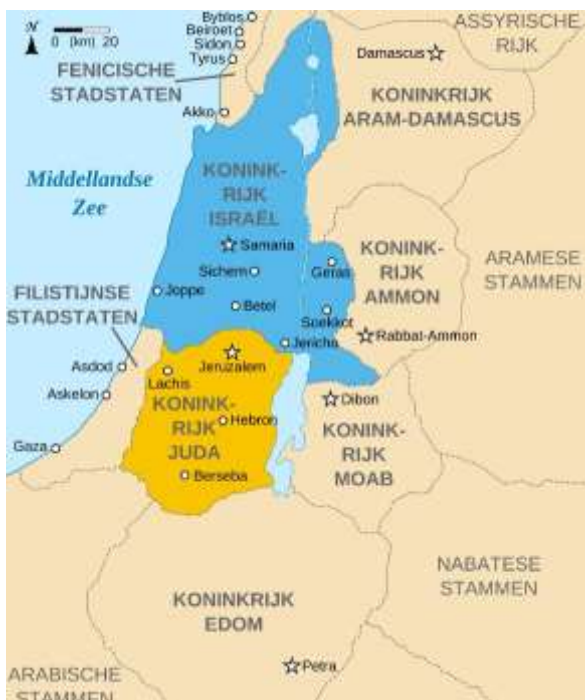 Byblos
Beiroet
Sidon
Tyrus
ASSYRISCHE
RIJK
N
0 (km) 20
Damascus
FENICISCHE
STADSTATEN
KONINKRIJK
ARAM-DAMASCUS
Akko
Middellandse
Zee
KONINK-
RIJK
ISRAËL
Samaria
Sichem
Geras
KONINK-
RIJK
AMMON
ARAMESE
STAMMEN
Joppe
FILISTIJNSE
STADSTATEN
Betel
Soekkot
Jericho
Rabbat-Ammon
Asdod
Jeruzalem
Lachis
Askelon
Dibon
KONINK-
RIJK
JUDA
Hebron
KONINK-
RIJK
MOAB
Gaza
Berseba
NABATESE
STAMMEN
KONINKRIJK
EDOM
Petra
ARABISCHE
STAMMEN